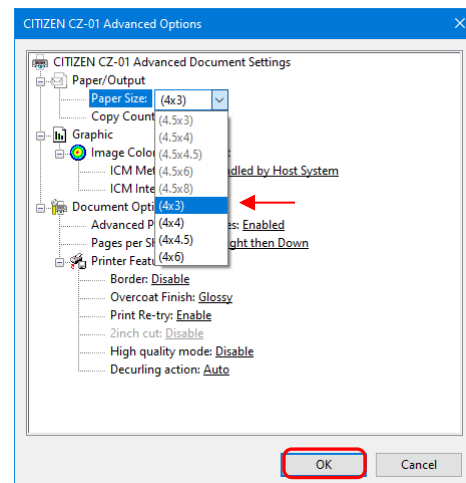 CITIZEN CZ-01 Advanced Options
CITIZEN CZ-01 Advanced Document Settings
Paper/Output
Paper Size: (4x3)
Copy Count
(4.5x3)
Graphic
(4.5x4)
Image Color
(4.5x4.5)
ICM Met (4.5x6) dled by Host System
ICM Inte (4.5x8)
Document Opti (4x3)
Advanced P (4x4) es: Enabled
Pages per Sh (4x4.5) ght then Down
Printer Featu (4x6)
Border: Disable
Overcoat Finish: Glossy
Print Re-try: Enable
2inch cut: Disable
High quality mode: Disable
Decurling action: Auto
OK Cancel